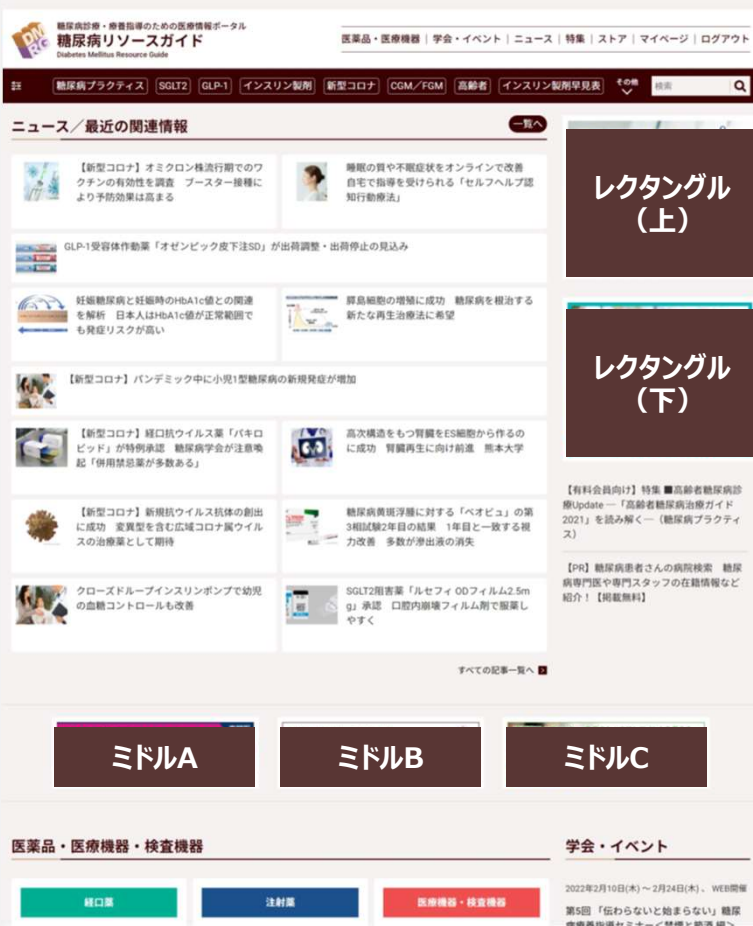 糖尿病診療・療養指導のための医療情報ポータル
糖尿病リソースガイド
Diabetes Mellitus Resource Guide
医薬品・医療機器｜学会・イベント｜ニュース｜特集｜ストア｜マイページ｜ログアウト
糖尿病プラクティス SGLT2 GLP-1 インスリン製剤 新型コロナ CGM／FGM 高齢者 インスリン製剤早見表 その他 検索
ニュース／最近の関連情報
一覧へ
【新型コロナ】オミクロン株流行期でのワ
クチンの有効性を調査　ブースター接種に
より予防効果は高まる
睡眠の質や不眠症状をオンラインで改善
自宅で指導を受けられる「セルフヘルプ認
知行動療法」
GLP-1受容体作動薬「オゼンピック皮下注SD」が出荷調整・出荷停止の見込み
妊娠糖尿病と妊娠時のHbA1c値との関連
を解析　日本人はHbA1c値が正常範囲で
も発症リスクが高い
膵島細胞の増殖に成功　糖尿病を根治する
新たな再生治療法に希望
【新型コロナ】パンデミック中に小児1型糖尿病の新規発症が増加
【新型コロナ】経口抗ウイルス薬「パキロ
ビッド」が特例承認　糖尿病学会が注意喚
起「併用禁忌薬が多数ある」
高次構造をもつ腎臓をES細胞から作るの
に成功　腎臓再生に向け前進　熊本大学
【新型コロナ】新規抗ウイルス抗体の創出
に成功　変異型を含む広域コロナ属ウイル
スの治療薬として期待
糖尿病黄斑浮腫に対する「ベオビュ」の第
3相試験2年目の結果　1年目と一致する視
力改善　多数が滲出液の消失
クローズドループインスリンポンプで幼児
の血糖コントロールも改善
SGLT2阻害薬「ルセフィ ODフィルム2.5m
g」承認　口腔内崩壊フィルム剤で服薬し
やすく
すべての記事一覧へ
レクタングル
（上）
レクタングル
（下）
【有料会員向け】特集 ■高齢者糖尿病診
療Update ―「高齢者糖尿病治療ガイド
2021」を読み解く―（糖尿病プラクティ
ス）
【PR】糖尿病患者さんの病院検索　糖尿
病専門医や専門スタッフの在籍情報など
紹介！【掲載無料】
ミドルA
ミドルB
ミドルC
医薬品・医療機器・検査機器
経口薬
注射薬
医療機器・検査機器
学会・イベント
2022年2月10日(木) ～ 2月24日(木) 、WEB開催
第5回 「伝わらないと始まらない」糖尿